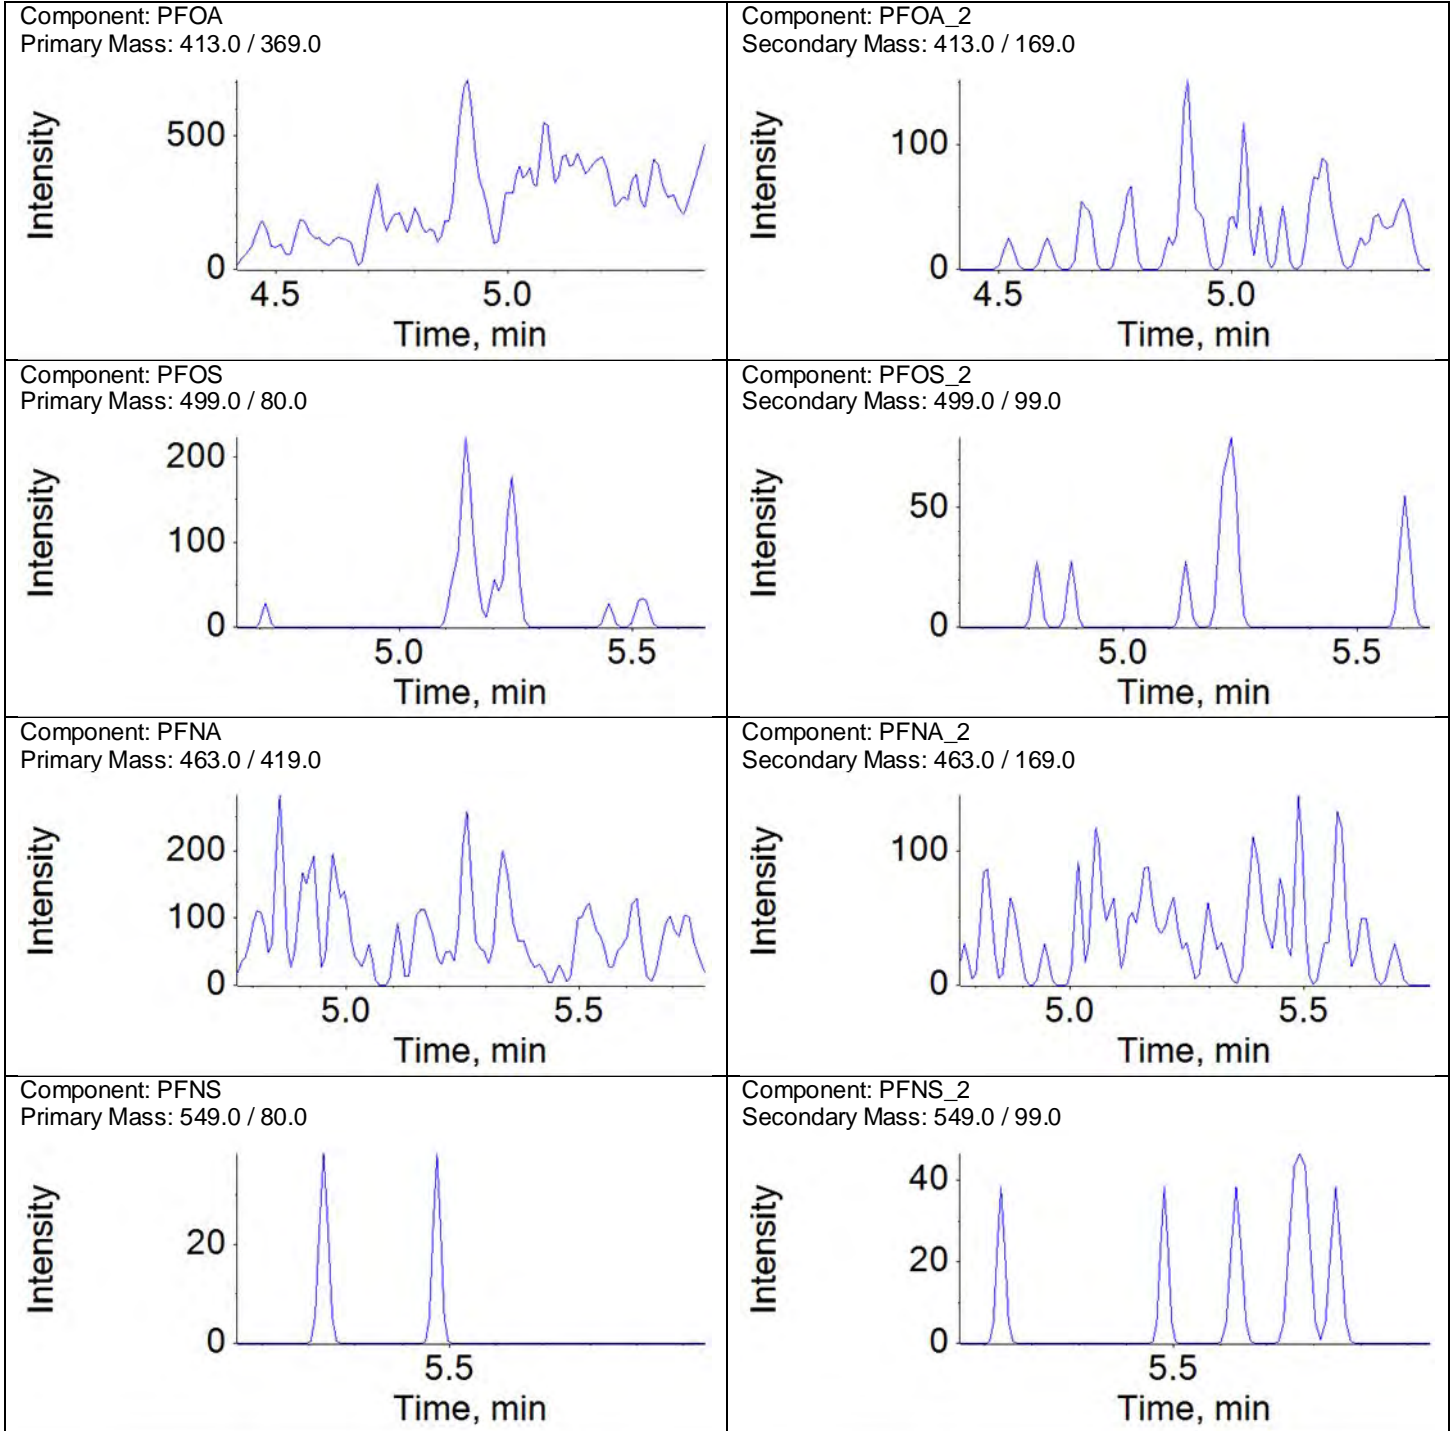 Component: PFOA
Primary Mass: 413.0 / 369.0
Intensity
500
0
4.5 5.0
Time, min
Component: PFOA_2
Secondary Mass: 413.0 / 169.0
Intensity
100
0
4.5 5.0
Time, min
Component: PFOS
Primary Mass: 499.0 / 80.0
Intensity
200
100
0
5.0 5.5
Time, min
Component: PFOS_2
Secondary Mass: 499.0 / 99.0
Intensity
50
0
5.0 5.5
Time, min
Component: PFNA
Primary Mass: 463.0 / 419.0
Intensity
200
100
0
5.0 5.5
Time, min
Component: PFNA_2
Secondary Mass: 463.0 / 169.0
Intensity
100
0
5.0 5.5
Time, min
Component: PFNS
Primary Mass: 549.0 / 80.0
Intensity
20
0
5.5
Time, min
Component: PFNS_2
Secondary Mass: 549.0 / 99.0
Intensity
40
20
0
5.5
Time, min